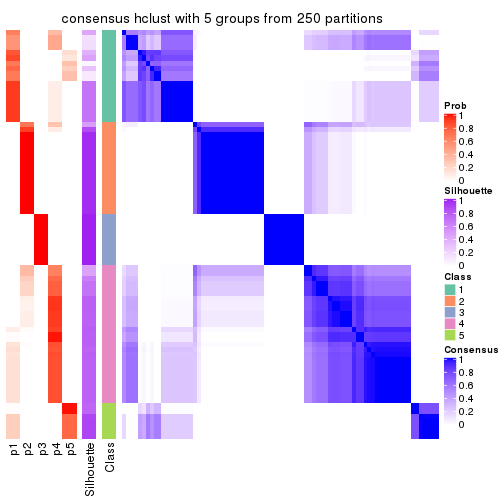 consensus hclust with 5 groups from 250 partitions
Prob
1
0.8
0.6
0.4
0.2
0
Silhouette
1
0.8
0.6
0.4
0.2
0
Class
1
2
3
4
5
Consensus
1
0.8
0.6
0.4
0.2
0
p1
p2
p3
p4
p5
Silhouette
Class